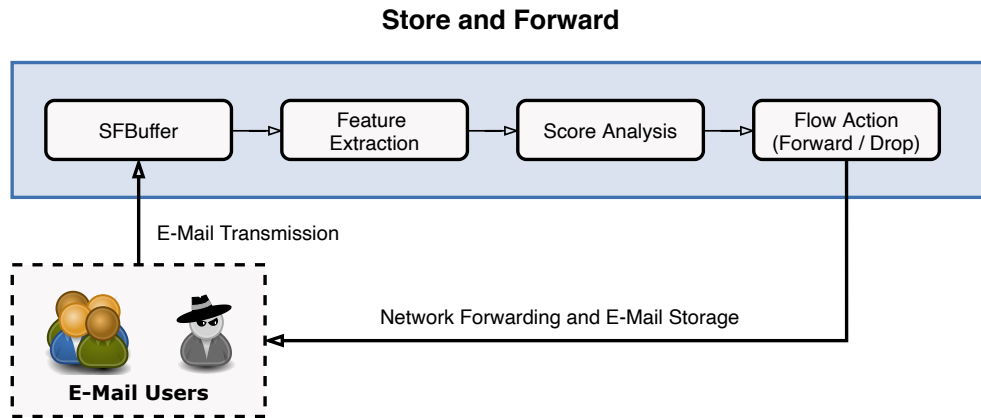 Store and Forward
SFBuffer
Feature
Extraction
Score Analysis
Flow Action
(Forward / Drop)
E-Mail Transmission
Network Forwarding and E-Mail Storage
E-Mail Users